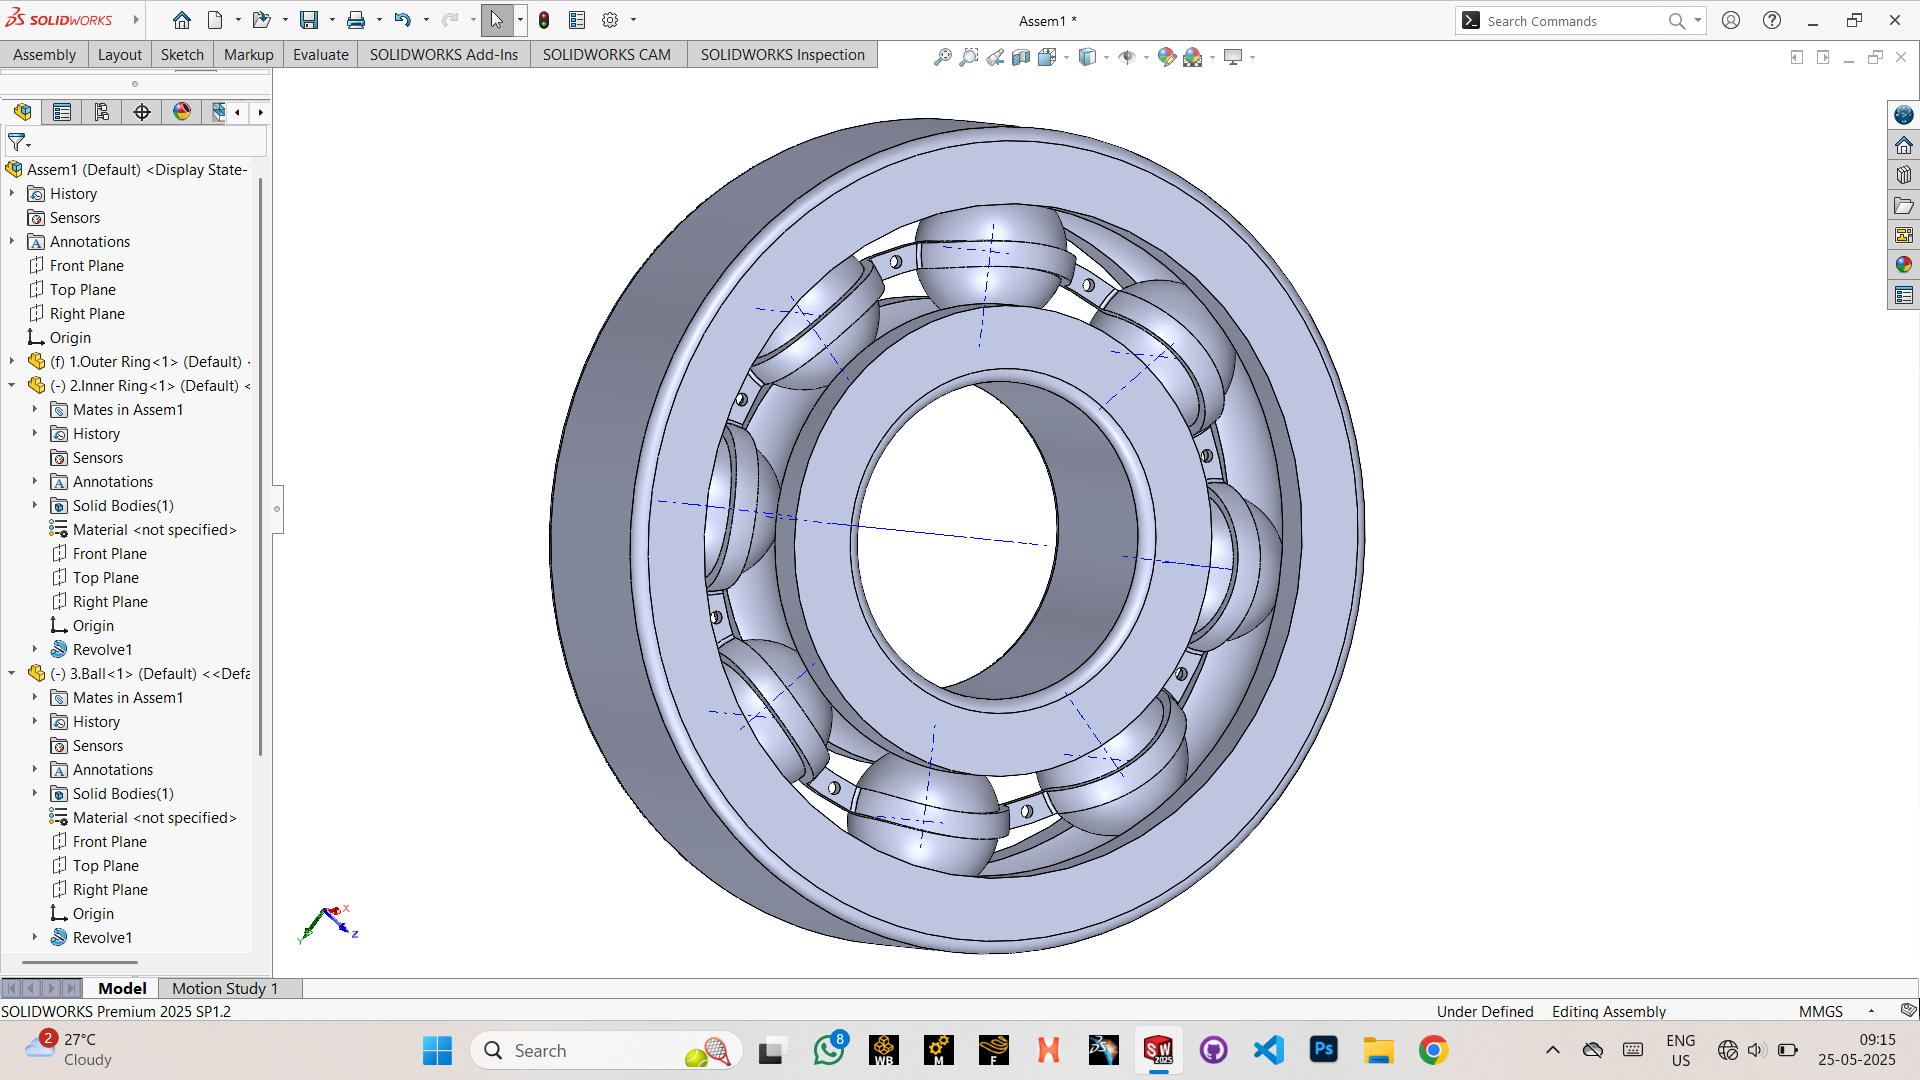 SOLIDWORKS
Assem1 *
Search Commands
Assembly
Layout
Sketch
Markup
Evaluate
SOLIDWORKS Add-Ins
SOLIDWORKS CAM
SOLIDWORKS Inspection
Assem1 (Default) <Display State-
History
Sensors
Annotations
Front Plane
Top Plane
Right Plane
Origin
(f) 1.Outer Ring<1> (Default)
(-) 2.Inner Ring<1> (Default) <
Mates in Assem1
History
Sensors
Annotations
Solid Bodies(1)
Material <not specified>
Front Plane
Top Plane
Right Plane
Origin
Revolve1
(-) 3.Ball<1> (Default) <<Defa
Mates in Assem1
History
Sensors
Annotations
Solid Bodies(1)
Material <not specified>
Front Plane
Top Plane
Right Plane
Origin
Revolve1
X
Y
Z
Model
Motion Study 1
SOLIDWORKS Premium 2025 SP1.2
Under Defined
Editing Assembly
MMGS
2
27°C
Cloudy
Search
8
WB
M
F
SW
2025
Ps
ENG
US
09:15
25-05-2025